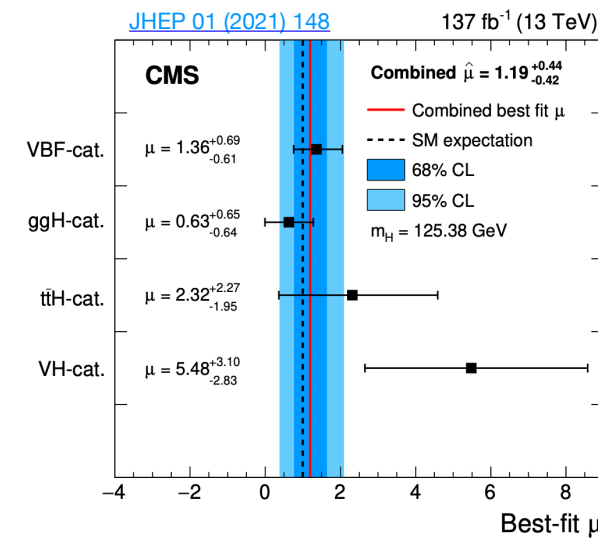 JHEP 01 (2021) 148
137 fb⁻¹ (13 TeV)
CMS
Combined μ̂ = 1.19 +0.44 -0.42
Combined best fit μ
SM expectation
68% CL
95% CL
m_H = 125.38 GeV
VBF-cat. μ = 1.36 +0.69 -0.61
ggH-cat. μ = 0.63 +0.65 -0.64
tt̄H-cat. μ = 2.32 +2.27 -1.95
VH-cat. μ = 5.48 +3.10 -2.83
−4 −2 0 2 4 6 8
Best-fit μ